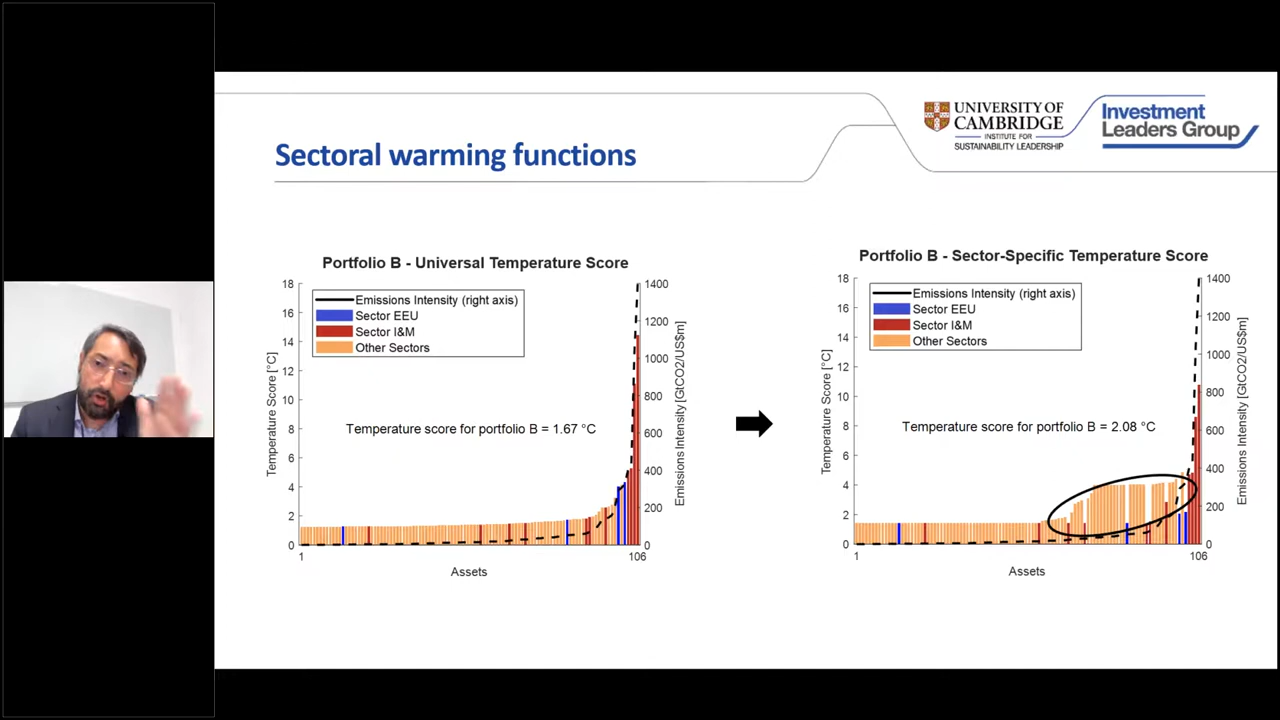 UNIVERSITY OF
CAMBRIDGE
INSTITUTE FOR
SUSTAINABILITY LEADERSHIP
Investment
Leaders Group
Sectoral warming functions
Portfolio B - Universal Temperature Score
18
16
14
12
10
8
6
4
2
0
Temperature Score [°C]
Emissions Intensity (right axis)
Sector EEU
Sector I&M
Other Sectors
Temperature score for portfolio B = 1.67 °C
1400
1200
1000
800
600
400
200
0
Emissions Intensity [GtCO2/US$m]
1
106
Assets
Portfolio B - Sector-Specific Temperature Score
18
16
14
12
10
8
6
4
2
0
Temperature Score [°C]
Emissions Intensity (right axis)
Sector EEU
Sector I&M
Other Sectors
Temperature score for portfolio B = 2.08 °C
1400
1200
1000
800
600
400
200
0
Emissions Intensity [GtCO2/US$m]
1
106
Assets